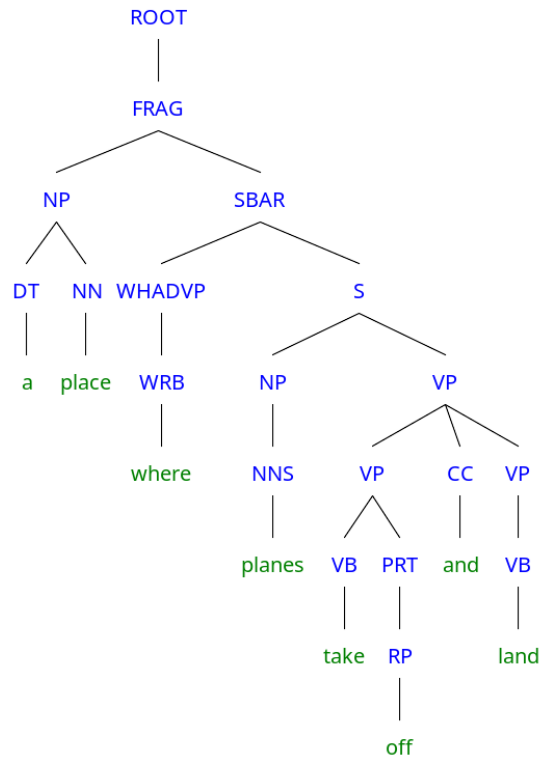 ROOT
FRAG
NP SBAR
DT NN WHADVP S
a place WRB NP VP
where NNS VP CC VP
planes VB PRT and VB
take RP land
off